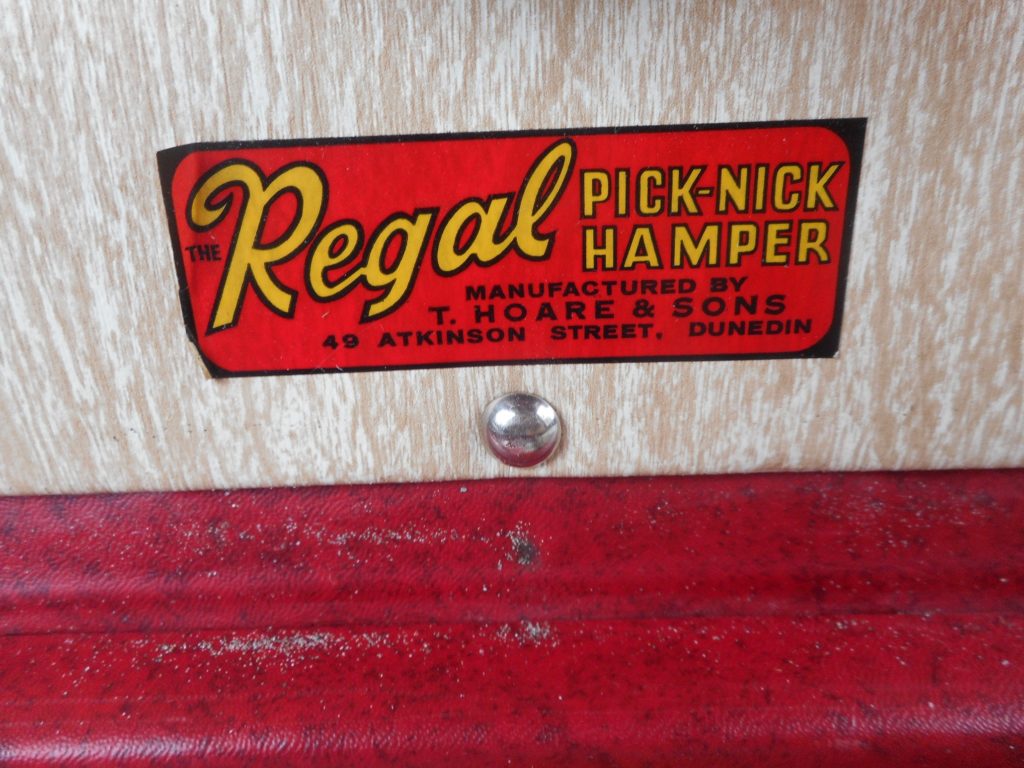 THE Regal PICK-NICK
HAMPER
MANUFACTURED BY
T. HOARE & SONS
49 ATKINSON STREET, DUNEDIN